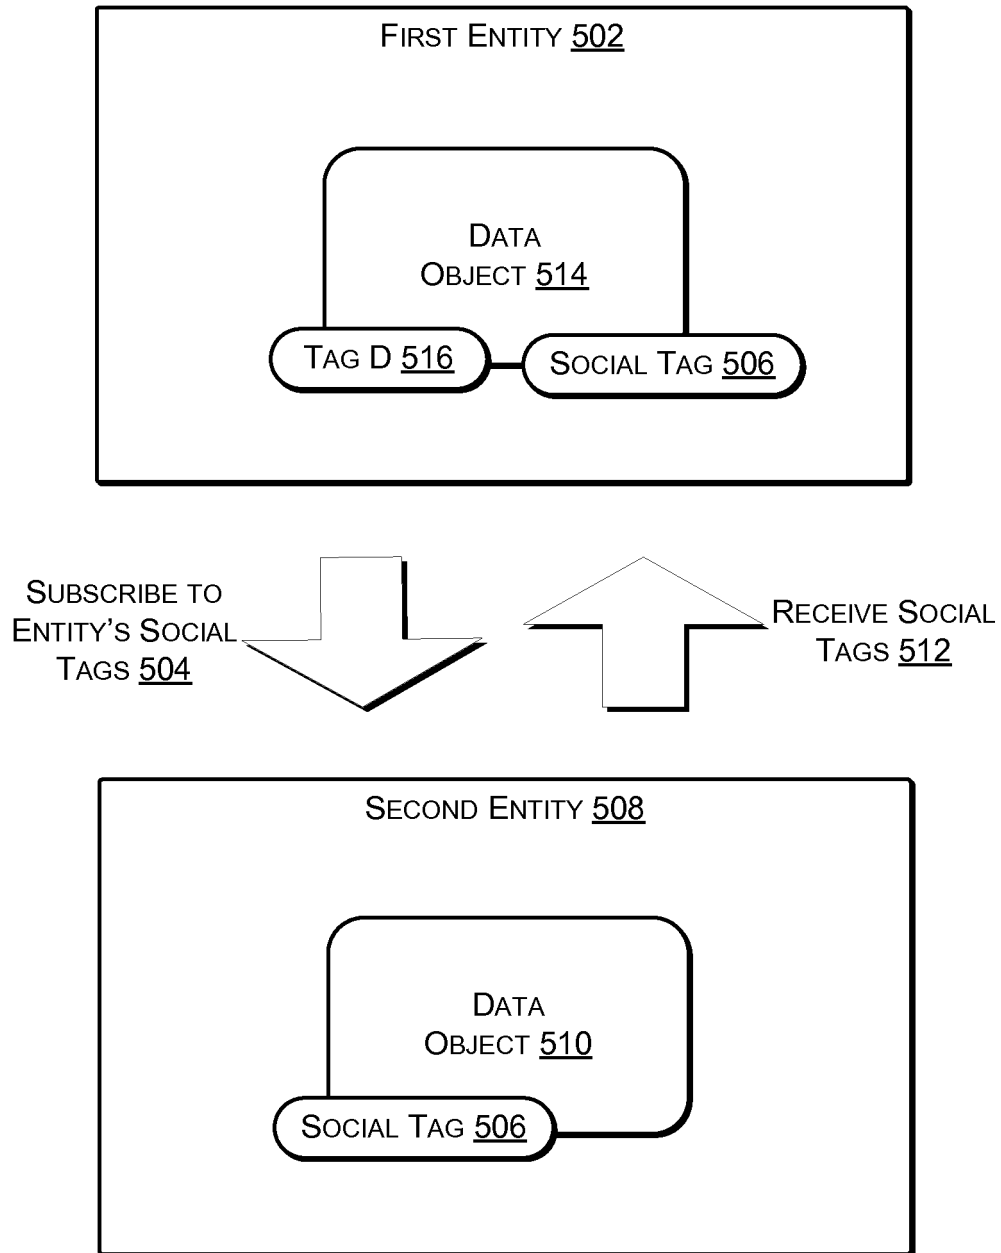 FIRST ENTITY 502
DATA
OBJECT 514
TAG D 516
SOCIAL TAG 506
SUBSCRIBE TO
ENTITY'S SOCIAL
TAGS 504
RECEIVE SOCIAL
TAGS 512
SECOND ENTITY 508
DATA
OBJECT 510
SOCIAL TAG 506